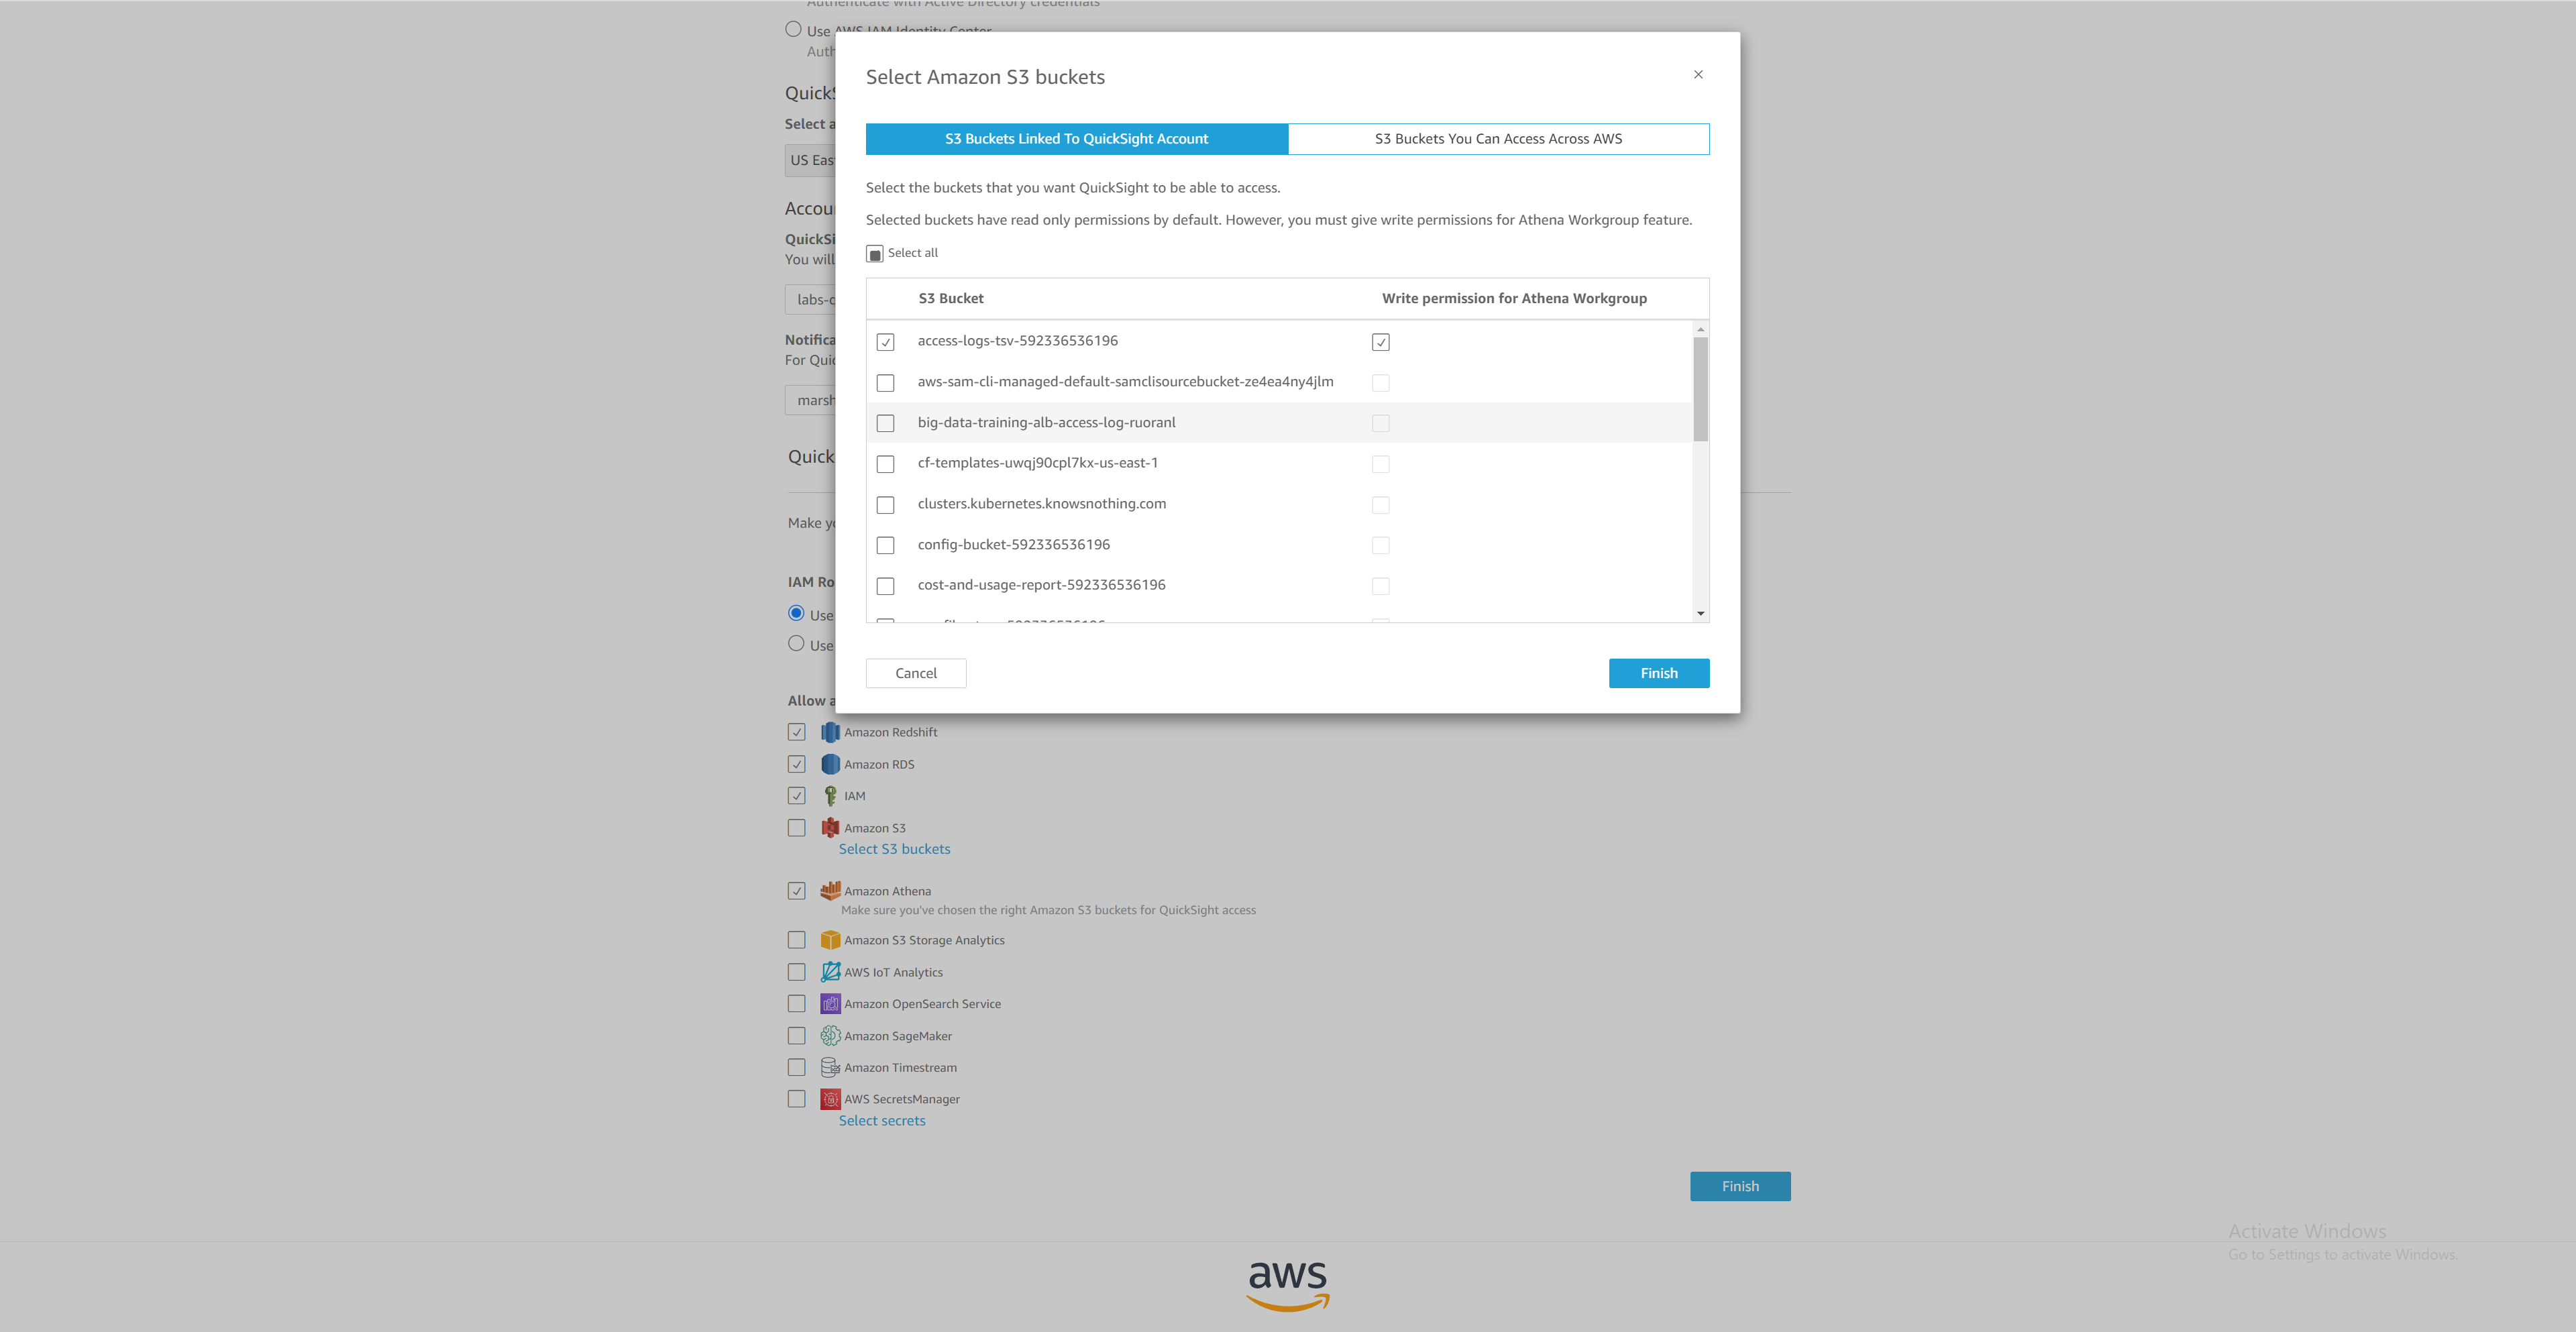 Authenticate with Active Directory credentials
Use AWS IAM Identity Center
Auth
Select Amazon S3 buckets
S3 Buckets Linked To QuickSight Account
S3 Buckets You Can Access Across AWS
Select the buckets that you want QuickSight to be able to access.
Selected buckets have read only permissions by default. However, you must give write permissions for Athena Workgroup feature.
Select all
S3 Bucket
Write permission for Athena Workgroup
access-logs-tsv-592336536196
aws-sam-cli-managed-default-samclisourcebucket-ze4ea4ny4jlm
big-data-training-alb-access-log-ruoranl
cf-templates-uwqj90cpl7kx-us-east-1
clusters.kubernetes.knowsnothing.com
config-bucket-592336536196
cost-and-usage-report-592336536196
Cancel
Finish
QuickS
Select a
US Eas
Accou
QuickSi
You will
labs-
Notifica
For Quic
marsh
Quick
Make yo
IAM Ro
Use
Use
Allow a
Amazon Redshift
Amazon RDS
IAM
Amazon S3
Select S3 buckets
Amazon Athena
Make sure you've chosen the right Amazon S3 buckets for QuickSight access
Amazon S3 Storage Analytics
AWS IoT Analytics
Amazon OpenSearch Service
Amazon SageMaker
Amazon Timestream
AWS SecretsManager
Select secrets
Finish
Activate Windows
Go to Settings to activate Windows.
aws